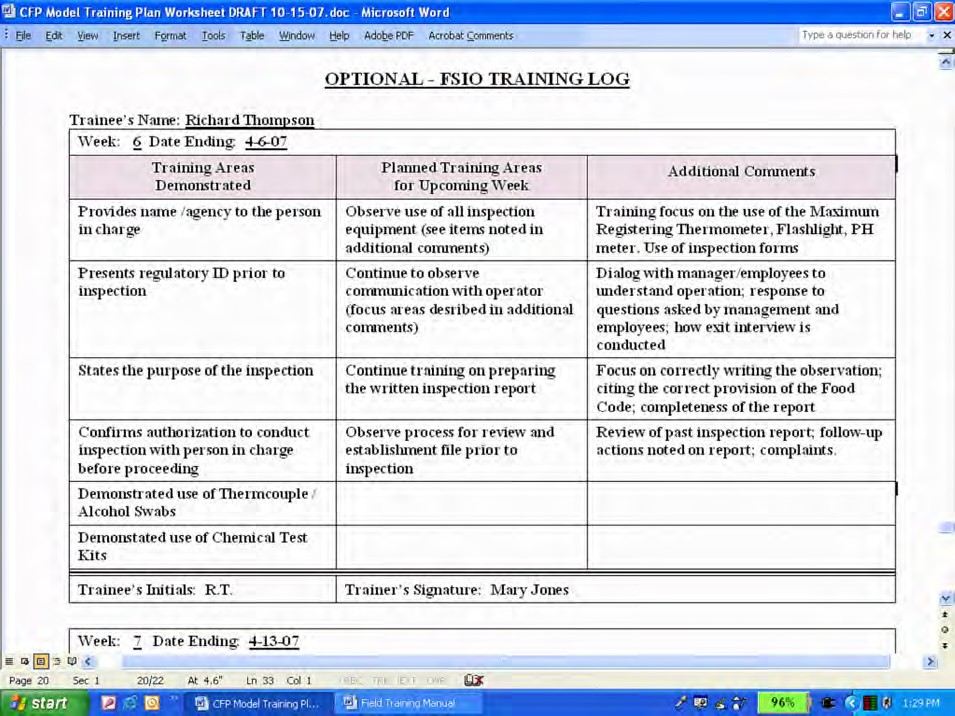 CFP Model Training Plan Worksheet DRAFT 10-15-07.doc - Microsoft Word
File Edit View Insert Format Tools Table Window Help Adobe PDF Acrobat Comments Type a question for help
OPTIONAL - FSIO TRAINING LOG
Trainee's Name: Richard Thompson
Week: 6 Date Ending: 4-6-07
Training Areas
Demonstrated
Planned Training Areas
for Upcoming Week
Additional Comments
Provides name /agency to the person
in charge
Observe use of all inspection
equipment (see items noted in
additional comments)
Training focus on the use of the Maximum
Registering Thermometer, Flashlight, PH
meter. Use of inspection forms
Presents regulatory ID prior to
inspection
Continue to observe
communication with operator
(focus areas desribed in additional
comments)
Dialog with manager/employees to
understand operation; response to
questions asked by management and
employees; how exit interview is
conducted
States the purpose of the inspection
Continue training on preparing
the written inspection report
Focus on correctly writing the observation;
citing the correct provision of the Food
Code; completeness of the report
Confirms authorization to conduct
inspection with person in charge
before proceeding
Observe process for review and
establishment file prior to
inspection
Review of past inspection report; follow-up
actions noted on report; complaints.
Demonstrated use of Thermcouple /
Alcohol Swabs
Demonstated use of Chemical Test
Kits
Trainee's Initials: R.T.
Trainer's Signature: Mary Jones
Week: 7 Date Ending: 4-13-07
Page 20 Sec 1 20/22 At 4.6" Ln 33 Col 1 REC TRK EXT OVR
start CFP Model Training Pl... Field Training Manual 96% 1:29 PM